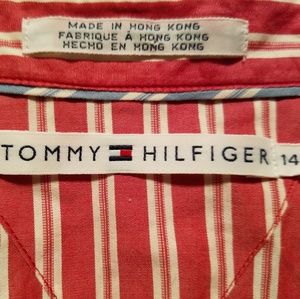 MADE IN HONG KONG
FABRIQUÉ À HONG KONG
HECHO EN HONG KONG
TOMMY HILFIGER 14